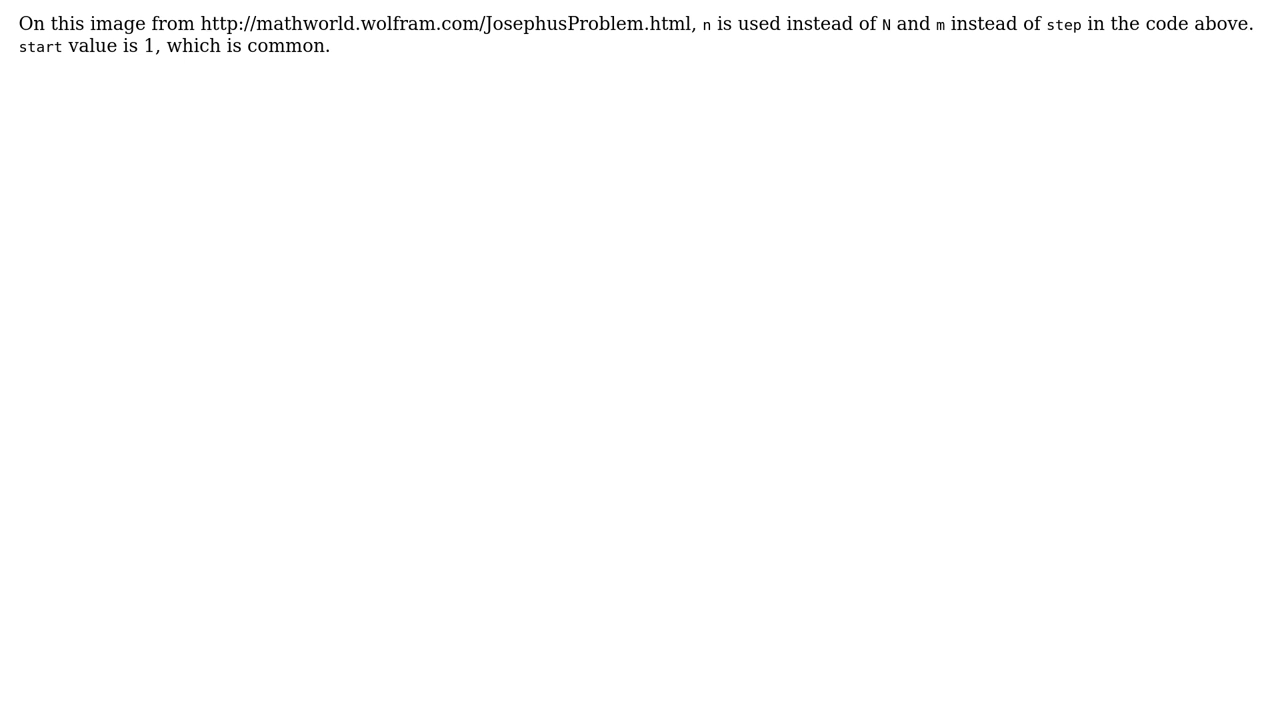 On this image from http://mathworld.wolfram.com/JosephusProblem.html, n is used instead of N and m instead of step in the code above.
start value is 1, which is common.